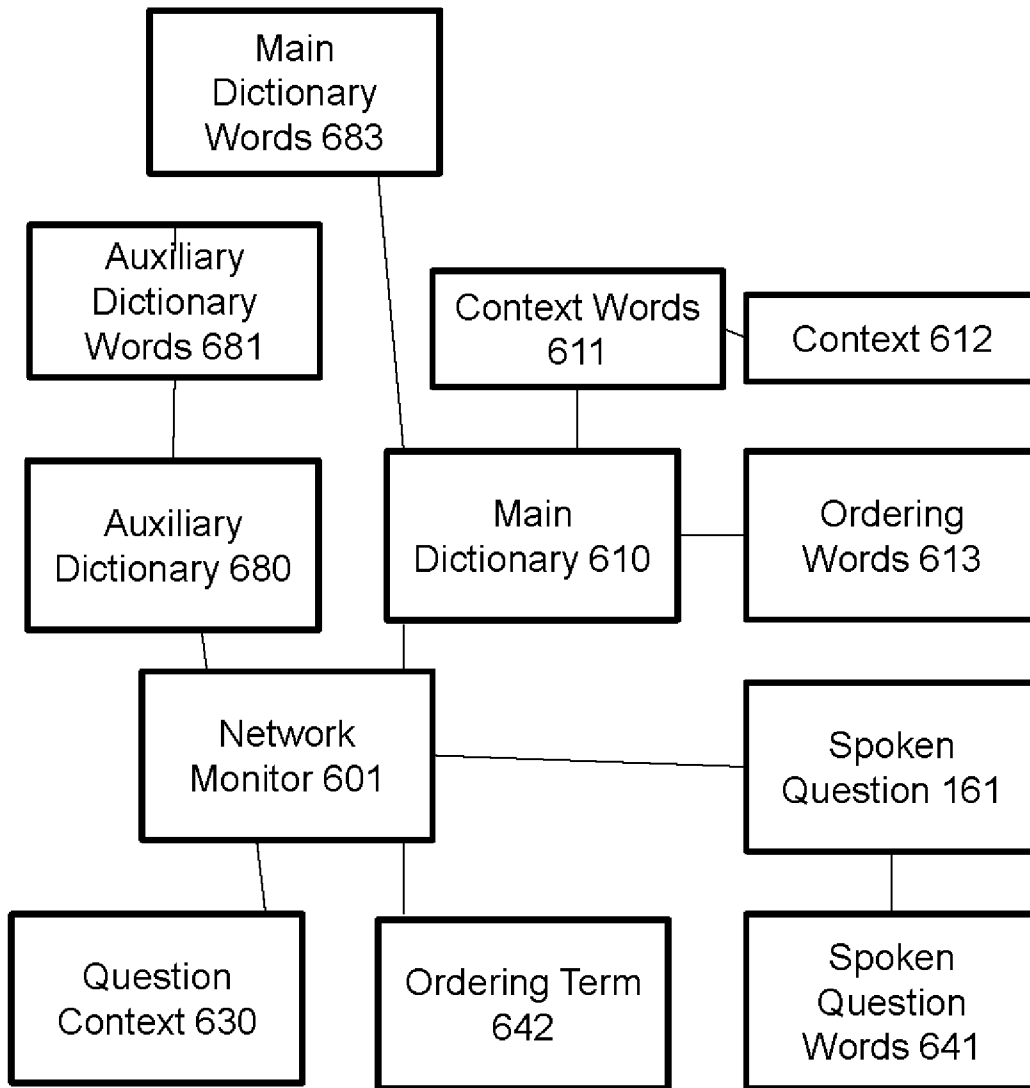 Main
Dictionary
Words 683
Auxiliary
Dictionary
Words 681
Context Words
611
Context 612
Auxiliary
Dictionary 680
Main
Dictionary 610
Ordering
Words 613
Network
Monitor 601
Spoken
Question 161
Question
Context 630
Ordering Term
642
Spoken
Question
Words 641